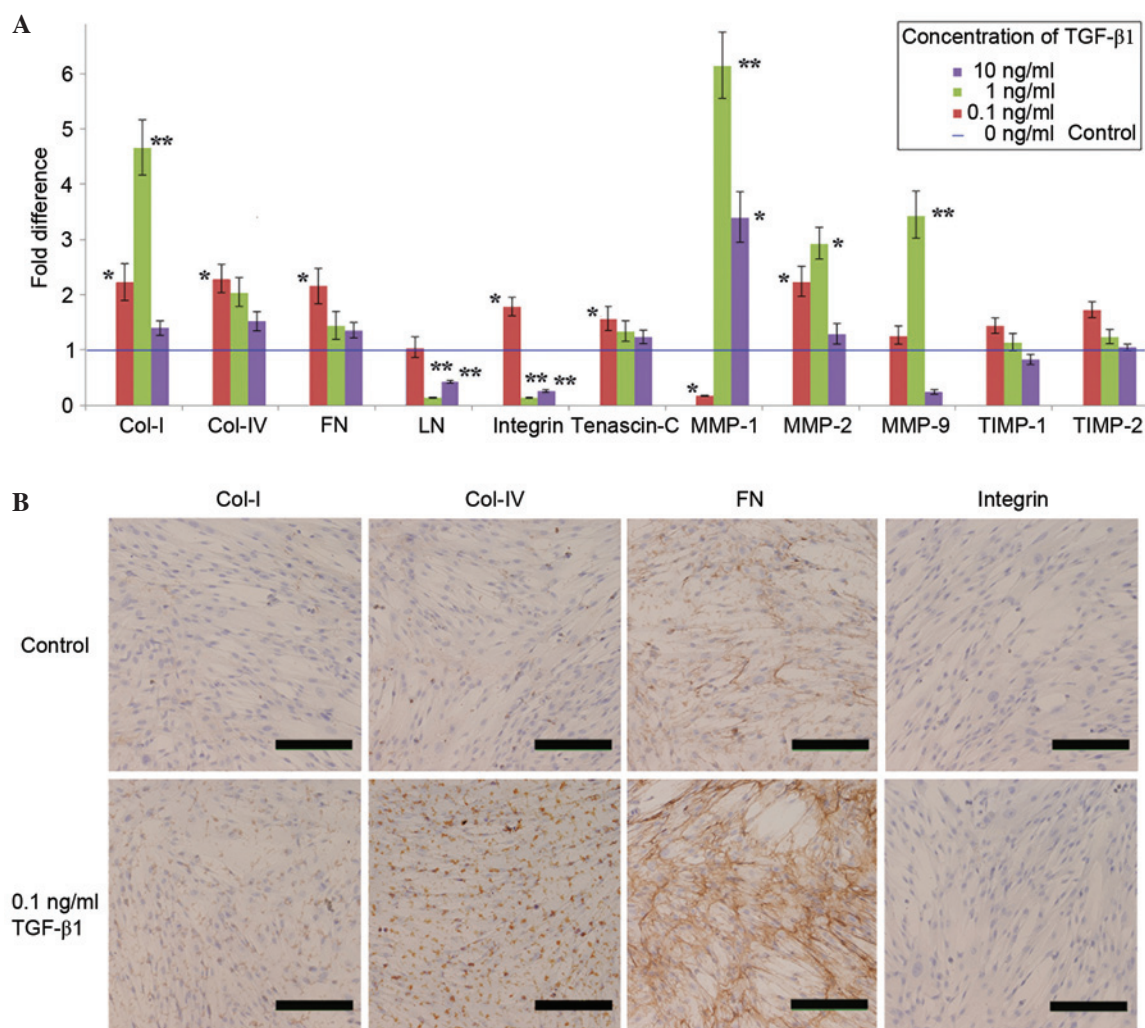 A
Concentration of TGF-β1
10 ng/ml
1 ng/ml
0.1 ng/ml
0 ng/ml Control
Fold difference
6
5
4
3
2
1
0
**
*
*
*
** **
*
** **
*
*
**
*
*
*
**
Col-I Col-IV FN LN Integrin Tenascin-C MMP-1 MMP-2 MMP-9 TIMP-1 TIMP-2
B
Col-I Col-IV FN Integrin
Control
0.1 ng/ml
TGF-β1